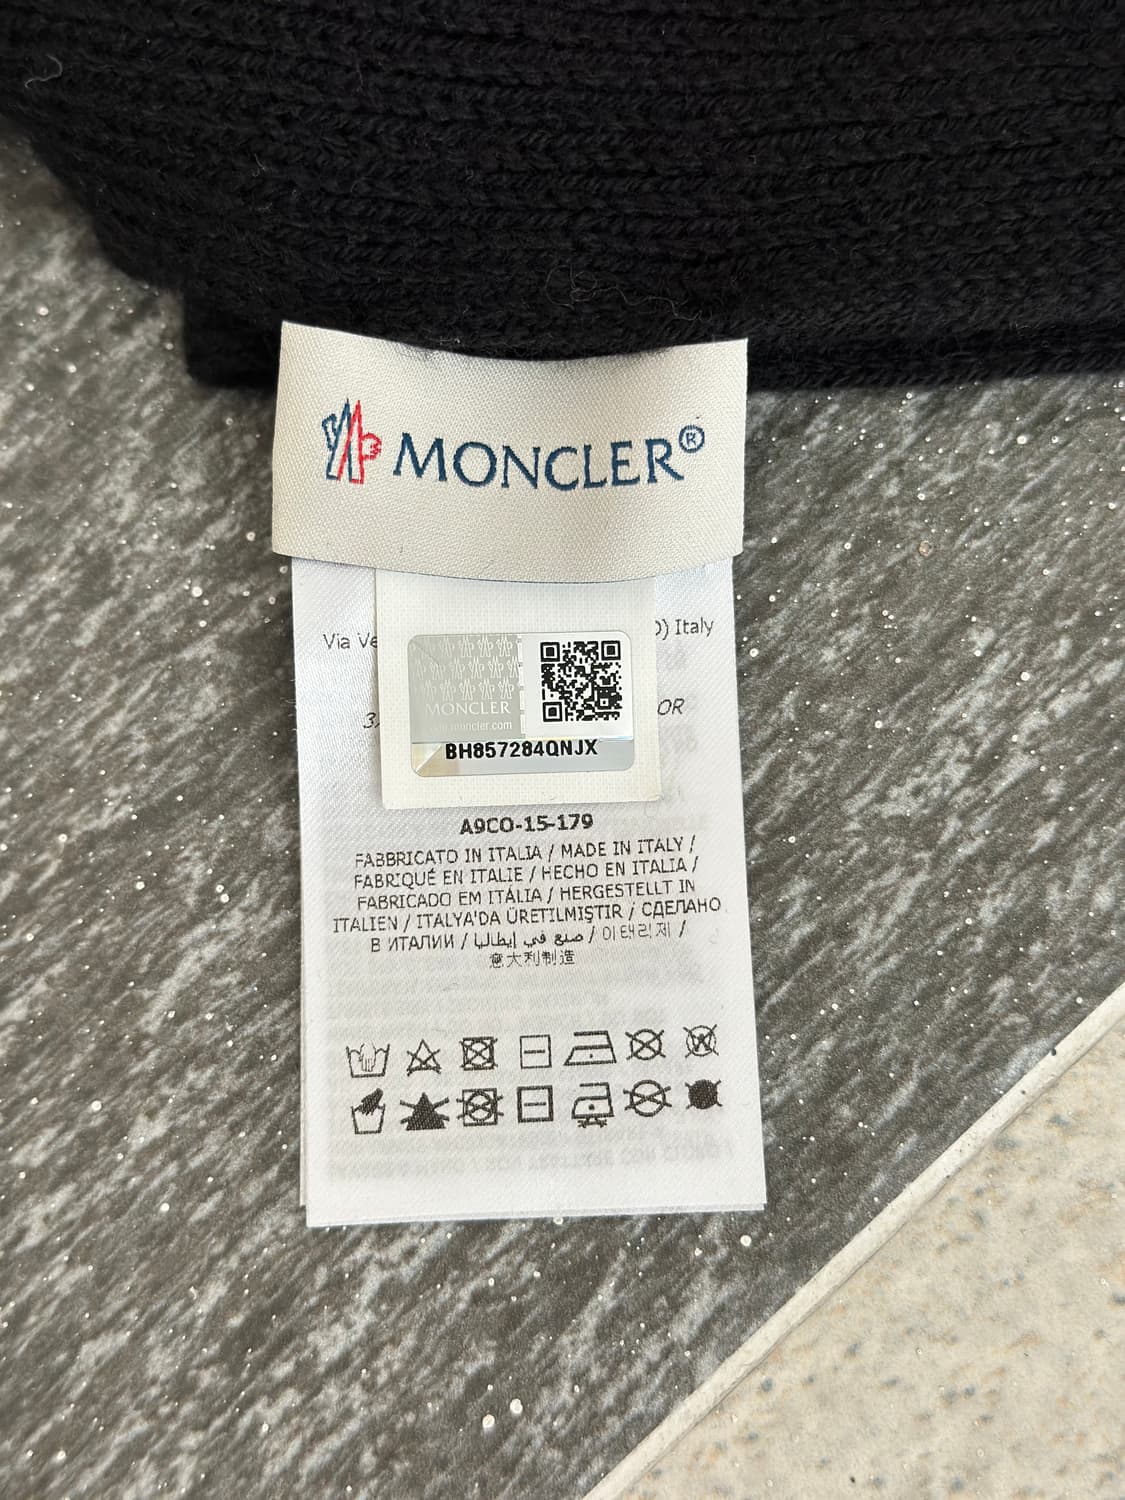 MONCLER®
Via Ve
O) Italy
OR
MONCLER
moncler.com
BH857284QNJX
A9CO-15-179
FABBRICATO IN ITALIA / MADE IN ITALY /
FABRIQUÉ EN ITALIE / HECHO EN ITALIA /
FABRICADO EM ITÁLIA / HERGESTELLT IN
ITALIEN / ITALYA'DA ÜRETILMIŞTIR / СДЕЛАНО
В ИТАЛИИ / صنع في إيطاليا / 이태리제 /
意大利制造